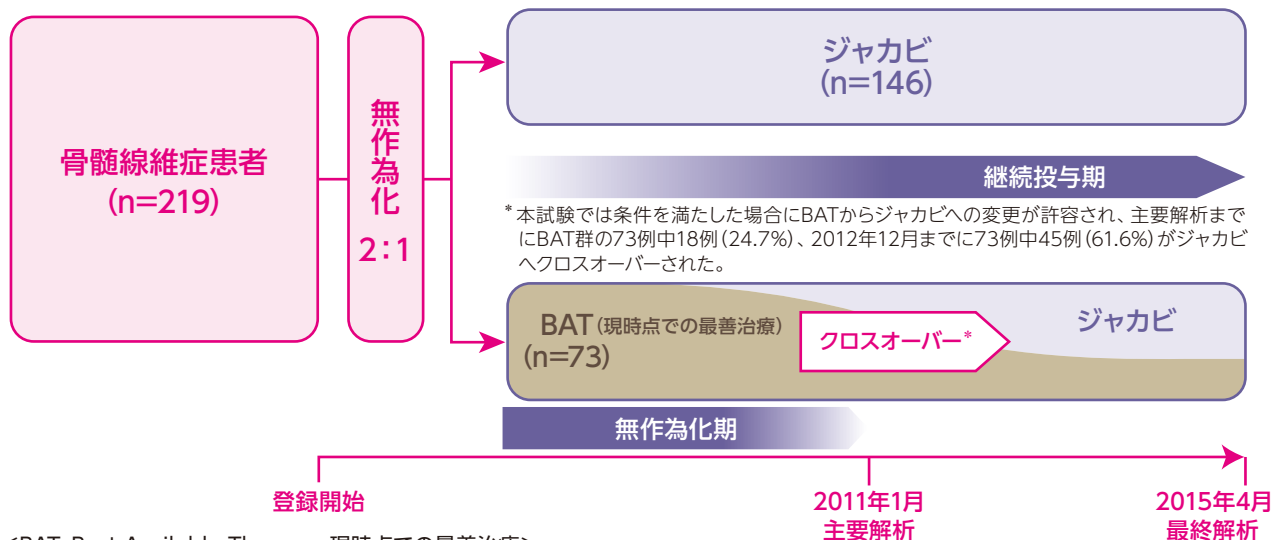 骨髄線維症患者
(n=219)
無作為化
2：1
ジャカビ
(n=146)
継続投与期
*本試験では条件を満たした場合にBATからジャカビへの変更が許容され、主要解析まで
にBAT群の73例中18例(24.7%)、2012年12月までに73例中45例(61.6%)がジャカビ
へクロスオーバーされた。
BAT(現時点での最善治療)
(n=73)
クロスオーバー*
ジャカビ
無作為化期
登録開始
2011年1月
主要解析
2015年4月
最終解析